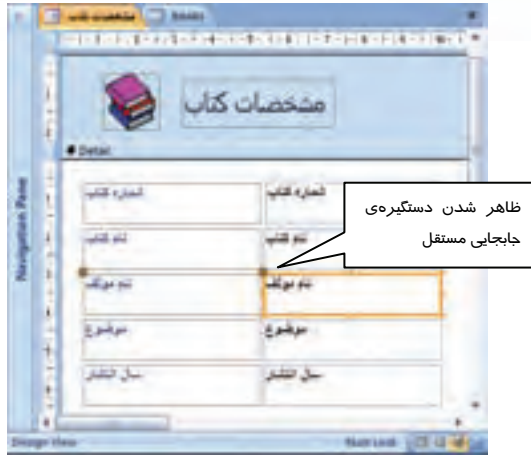 مشخصات کتاب Books
مشخصات کتاب
Detail
شماره کتاب شماره کتاب
نام کتاب نام کتاب
نام مولف نام مولف
موضوع موضوع
سال انتشار سال انتشار
ظاهر شدن دستگیره‌ی
جابجایی مستقل
Navigation Pane
Design View Num Lock